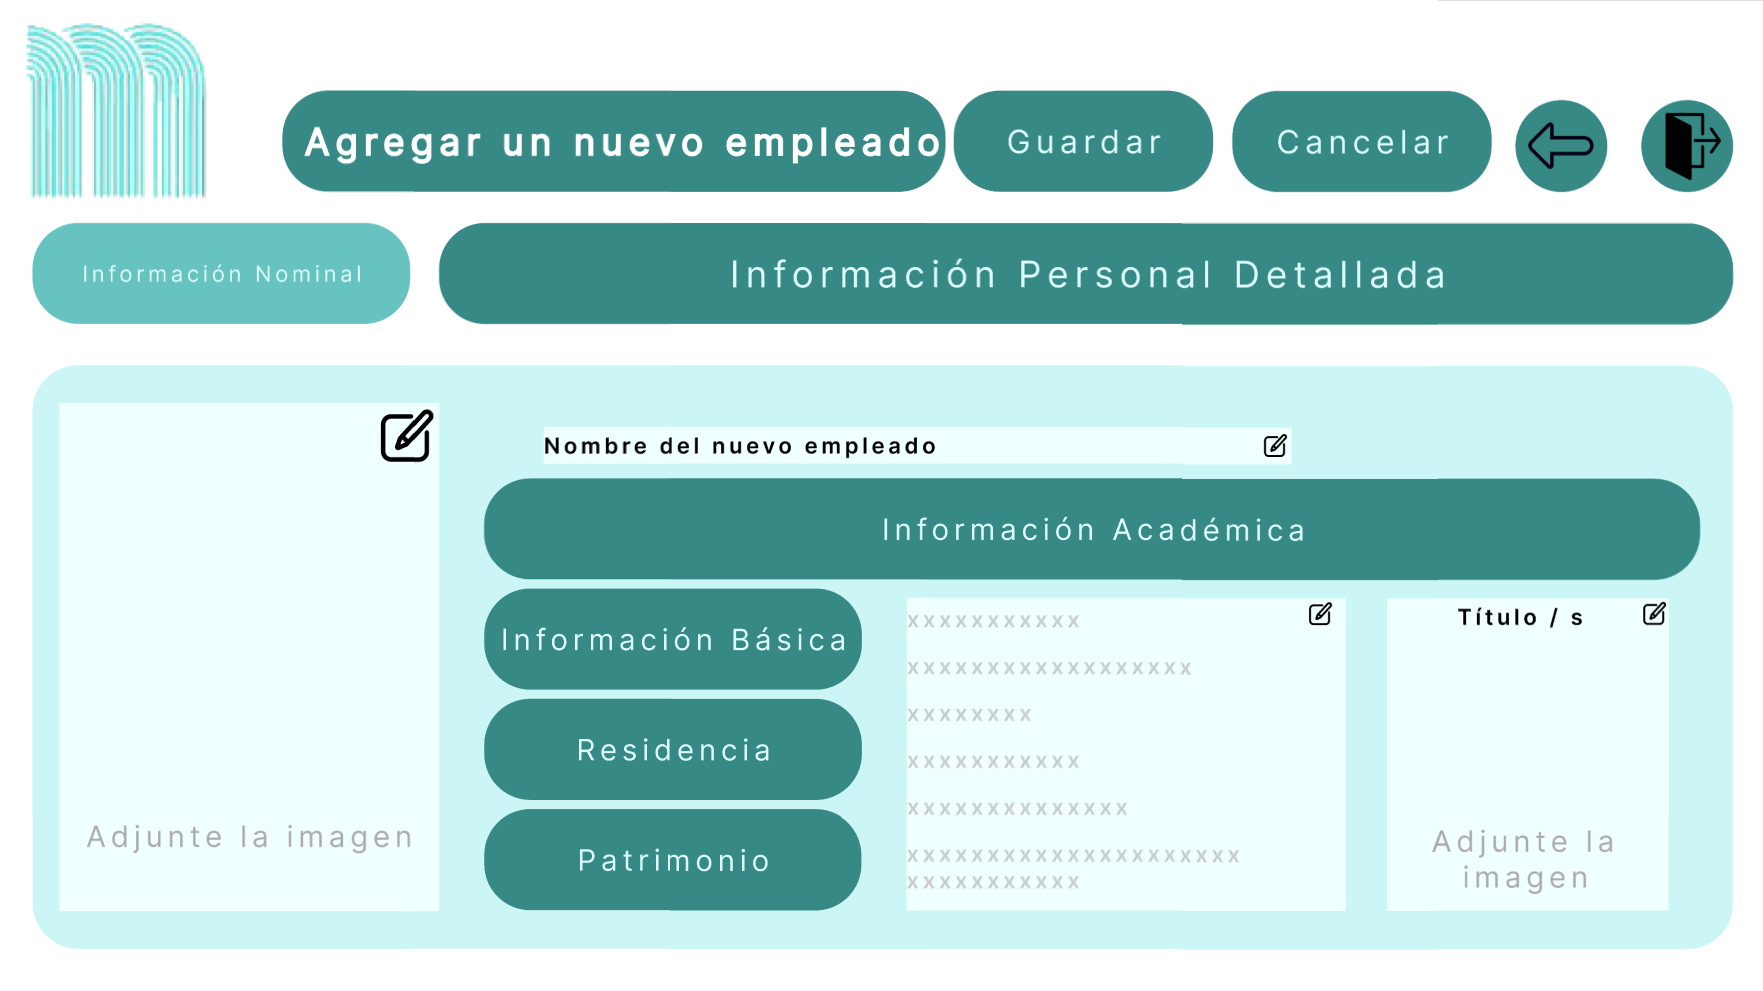 Agregar un nuevo empleado
Guardar
Cancelar
Información Nominal
Información Personal Detallada
Nombre del nuevo empleado
Información Académica
Información Básica
Residencia
Patrimonio
xxxxxxxxxxx
xxxxxxxxxxxxxxxxxx
xxxxxxxx
xxxxxxxxxxx
xxxxxxxxxxxxxx
xxxxxxxxxxxxxxxxxxxxx
xxxxxxxxxxx
Título / s
Adjunte la
imagen
Adjunte la imagen